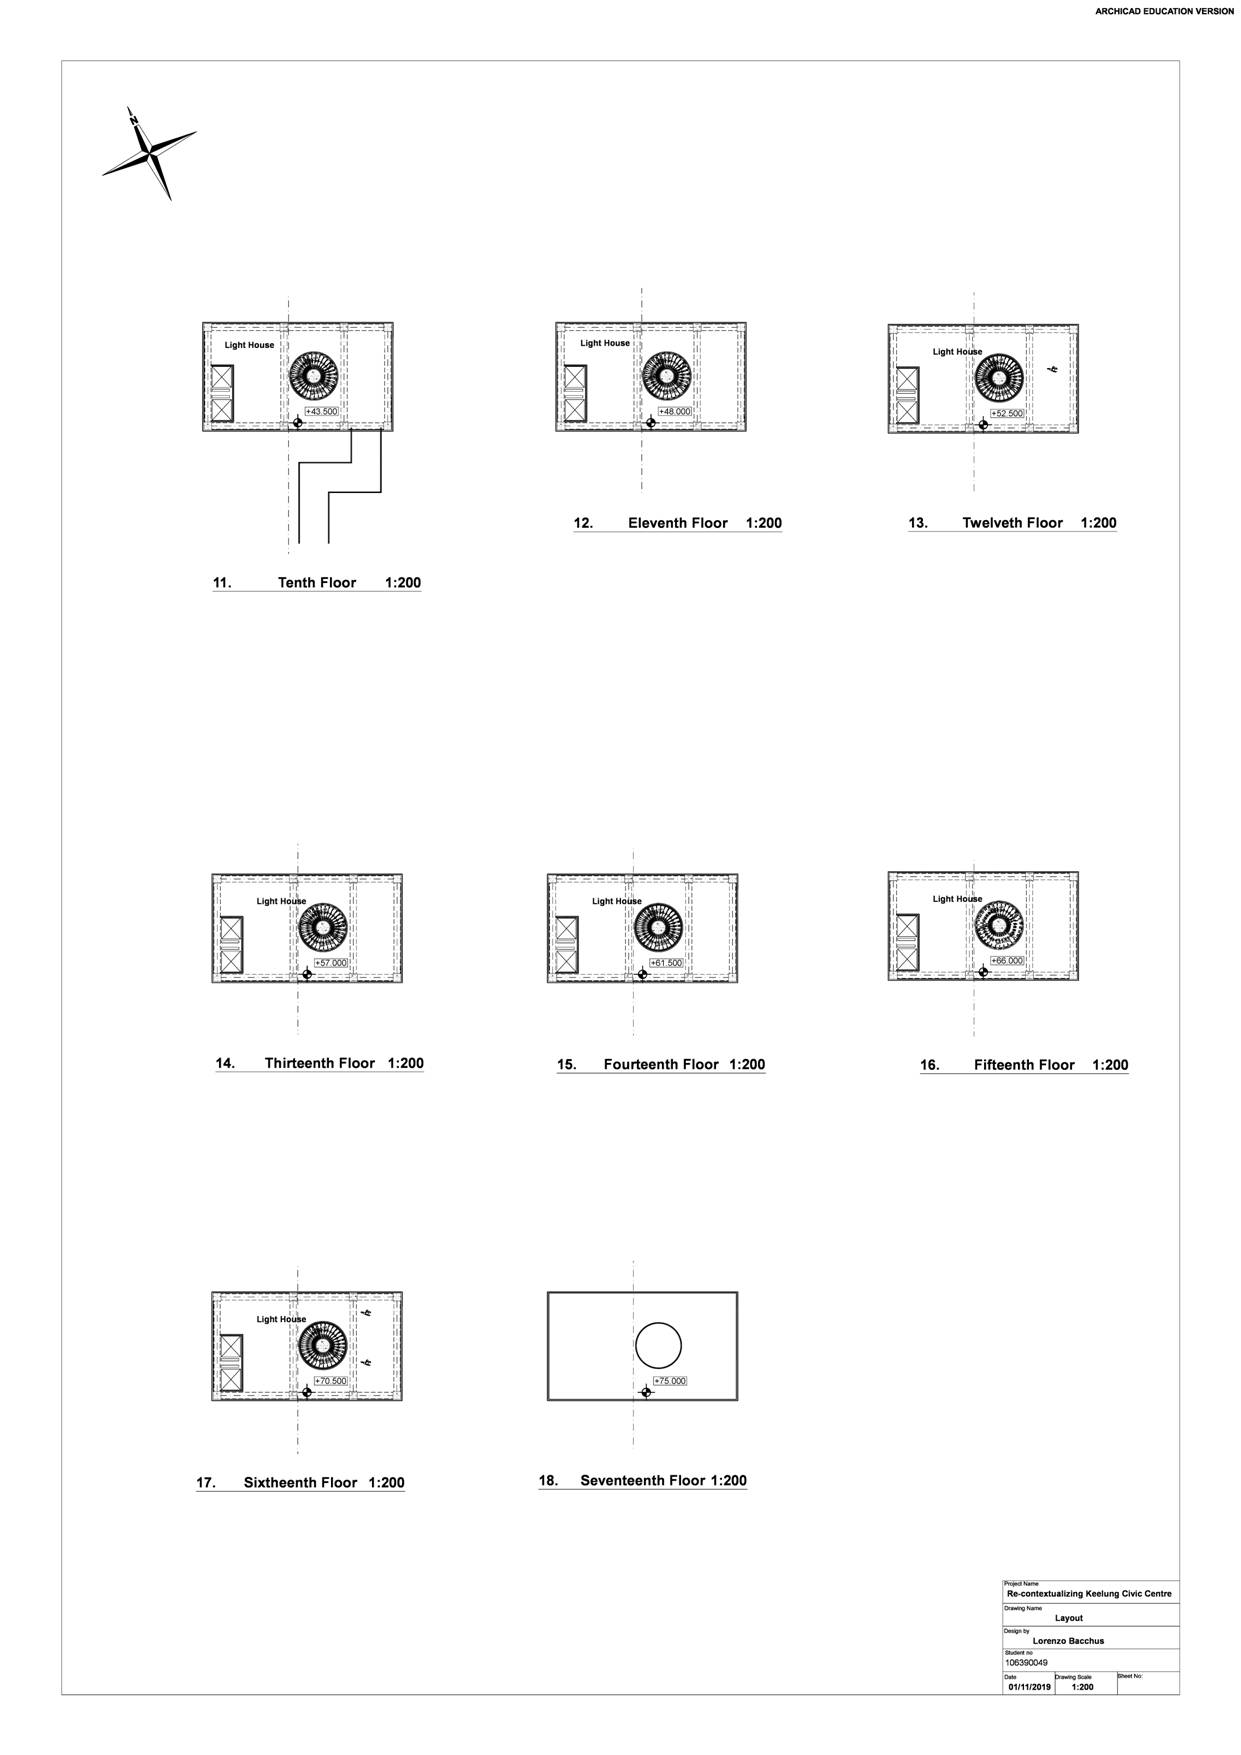 ARCHICAD EDUCATION VERSION
N
Light House
+43.500
11. Tenth Floor 1:200
Light House
+48.000
12. Eleventh Floor 1:200
Light House
+52.500
13. Twelveth Floor 1:200
Light House
+57.000
14. Thirteenth Floor 1:200
Light House
+61.500
15. Fourteenth Floor 1:200
Light House
+66.000
16. Fifteenth Floor 1:200
Light House
+70.500
17. Sixtheenth Floor 1:200
+75.000
18. Seventeenth Floor 1:200
Project Name
Re-contextualizing Keelung Civic Centre
Drawing Name
Layout
Design by
Lorenzo Bacchus
Student no
106390049
Date Drawing Scale Sheet No:
01/11/2019 1:200